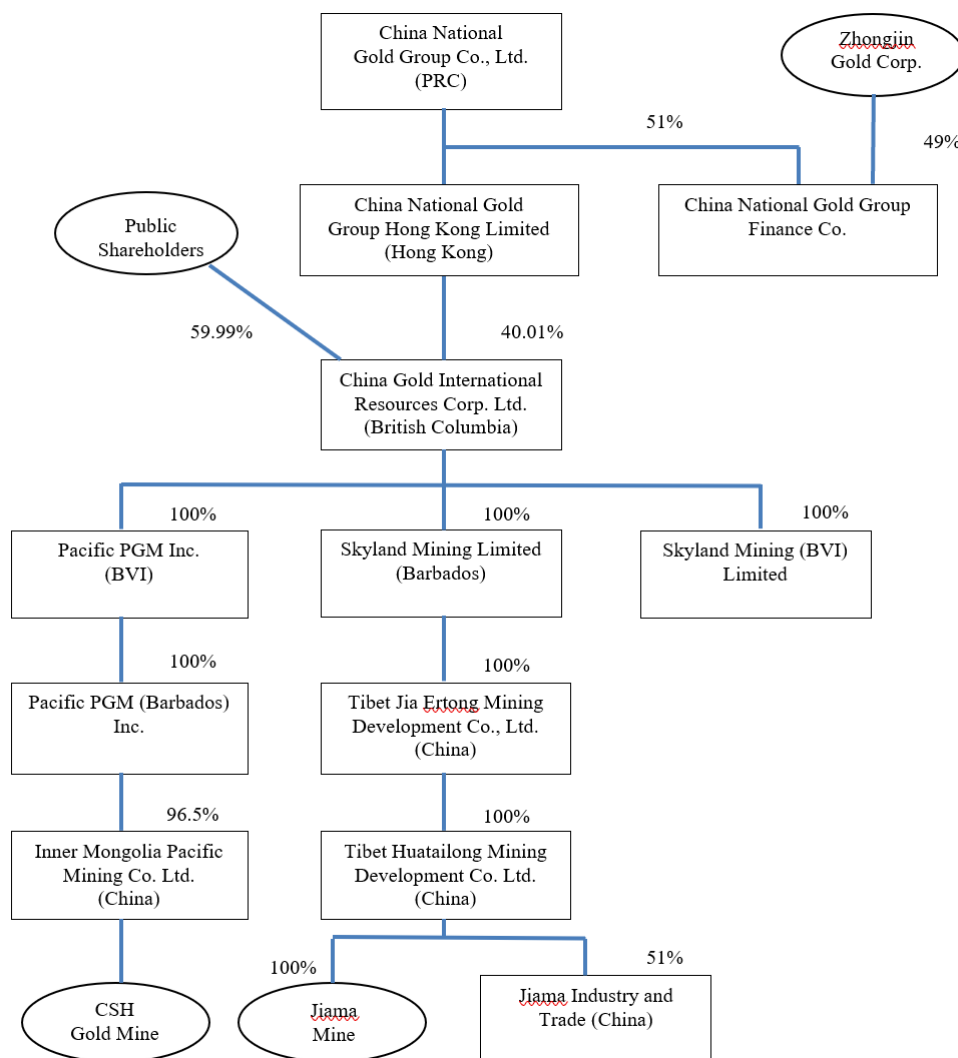 China National
Gold Group Co., Ltd.
(PRC)
Zhongjin
Gold Corp.
51%
49%
China National Gold
Group Hong Kong Limited
(Hong Kong)
China National Gold Group
Finance Co.
Public
Shareholders
59.99%
40.01%
China Gold International
Resources Corp. Ltd.
(British Columbia)
100%
100%
100%
Pacific PGM Inc.
(BVI)
Skyland Mining Limited
(Barbados)
Skyland Mining (BVI)
Limited
100%
100%
Pacific PGM (Barbados)
Inc.
Tibet Jia Ertong Mining
Development Co., Ltd.
(China)
96.5%
100%
Inner Mongolia Pacific
Mining Co. Ltd.
(China)
Tibet Huatailong Mining
Development Co. Ltd.
(China)
100%
51%
CSH
Gold Mine
Jiama
Mine
Jiama Industry and
Trade (China)